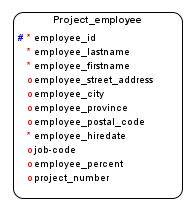 Project_employee
# * employee_id
* employee_lastname
* employee_firstname
o employee_street_address
o employee_city
o employee_province
o employee_postal_code
* employee_hiredate
o job-code
o employee_percent
o project_number